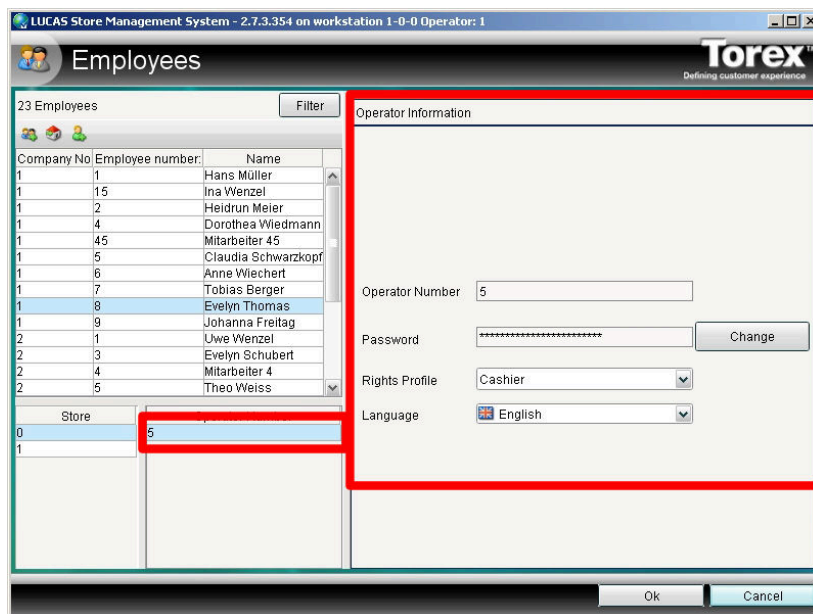 LUCAS Store Management System - 2.7.3.354 on workstation 1-0-0 Operator: 1
Employees
Torex™
Defining customer experience
23 Employees
Filter
Company No Employee number: Name
1 1 Hans Müller
1 15 Ina Wenzel
1 2 Heidrun Meier
1 4 Dorothea Wiedmann
1 45 Mitarbeiter 45
1 5 Claudia Schwarzkopf
1 6 Anne Wiechert
1 7 Tobias Berger
1 8 Evelyn Thomas
1 9 Johanna Freitag
2 1 Uwe Wenzel
2 3 Evelyn Schubert
2 4 Mitarbeiter 4
2 5 Theo Weiss
Store
0 5
1
Operator Information
Operator Number 5
Password ************************ Change
Rights Profile Cashier
Language English
Ok Cancel